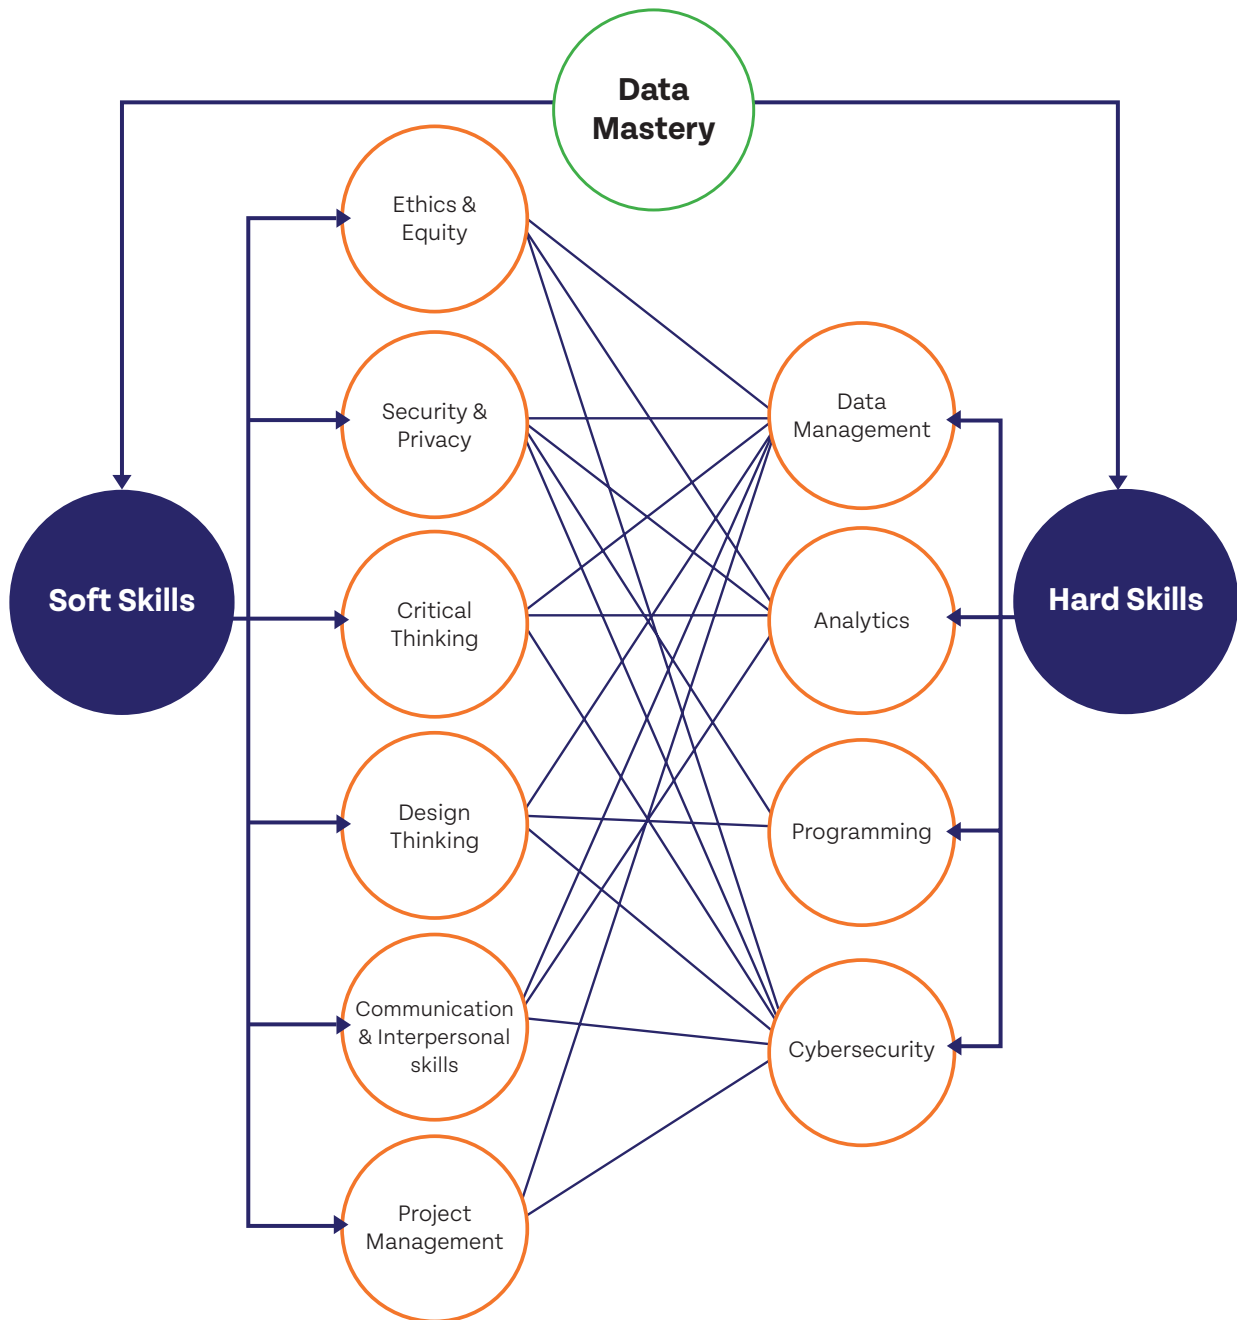 Data
Mastery
Soft Skills
Ethics &
Equity
Security &
Privacy
Critical
Thinking
Design
Thinking
Communication
& Interpersonal
skills
Project
Management
Data
Management
Analytics
Programming
Cybersecurity
Hard Skills